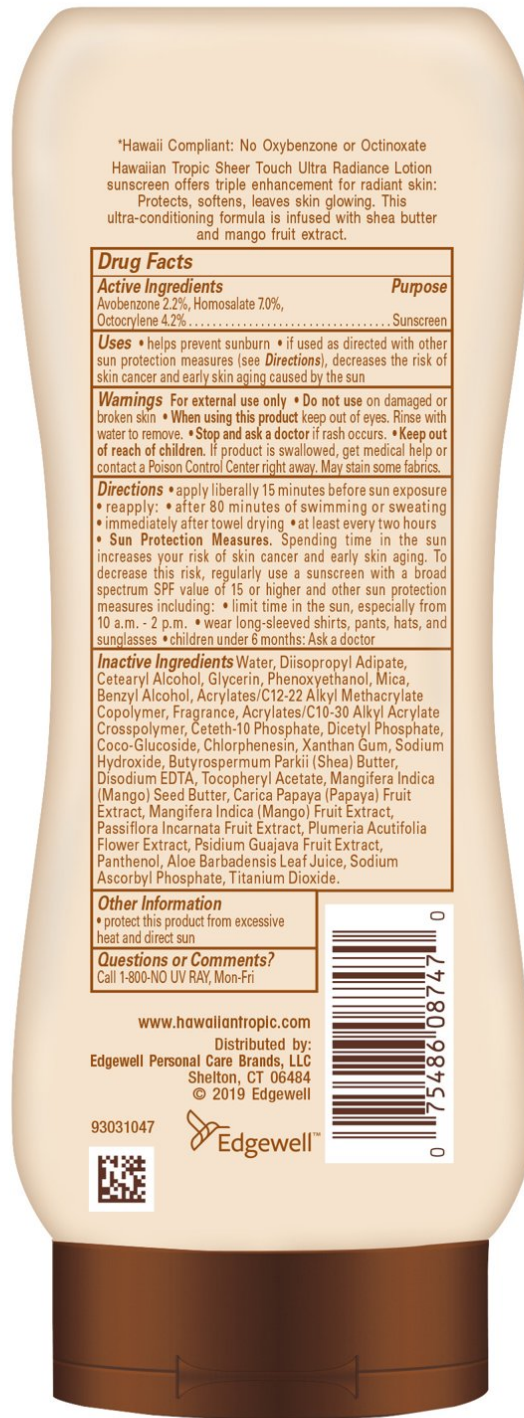 *Hawaii Compliant: No Oxybenzone or Octinoxate
Hawaiian Tropic Sheer Touch Ultra Radiance Lotion
sunscreen offers triple enhancement for radiant skin:
Protects, softens, leaves skin glowing. This
ultra-conditioning formula is infused with shea butter
and mango fruit extract.
Drug Facts
Active Ingredients Purpose
Avobenzone 2.2%, Homosalate 7.0%,
Octocrylene 4.2%..................................Sunscreen
Uses • helps prevent sunburn • if used as directed with other
sun protection measures (see Directions), decreases the risk of
skin cancer and early skin aging caused by the sun
Warnings For external use only • Do not use on damaged or
broken skin • When using this product keep out of eyes. Rinse with
water to remove. • Stop and ask a doctor if rash occurs. • Keep out
of reach of children. If product is swallowed, get medical help or
contact a Poison Control Center right away. May stain some fabrics.
Directions • apply liberally 15 minutes before sun exposure
• reapply: • after 80 minutes of swimming or sweating
• immediately after towel drying • at least every two hours
• Sun Protection Measures. Spending time in the sun
increases your risk of skin cancer and early skin aging. To
decrease this risk, regularly use a sunscreen with a broad
spectrum SPF value of 15 or higher and other sun protection
measures including: • limit time in the sun, especially from
10 a.m. - 2 p.m. • wear long-sleeved shirts, pants, hats, and
sunglasses • children under 6 months: Ask a doctor
Inactive Ingredients Water, Diisopropyl Adipate,
Cetearyl Alcohol, Glycerin, Phenoxyethanol, Mica,
Benzyl Alcohol, Acrylates/C12-22 Alkyl Methacrylate
Copolymer, Fragrance, Acrylates/C10-30 Alkyl Acrylate
Crosspolymer, Ceteth-10 Phosphate, Dicetyl Phosphate,
Coco-Glucoside, Chlorphenesin, Xanthan Gum, Sodium
Hydroxide, Butyrospermum Parkii (Shea) Butter,
Disodium EDTA, Tocopheryl Acetate, Mangifera Indica
(Mango) Seed Butter, Carica Papaya (Papaya) Fruit
Extract, Mangifera Indica (Mango) Fruit Extract,
Passiflora Incarnata Fruit Extract, Plumeria Acutifolia
Flower Extract, Psidium Guajava Fruit Extract,
Panthenol, Aloe Barbadensis Leaf Juice, Sodium
Ascorbyl Phosphate, Titanium Dioxide.
Other Information
• protect this product from excessive
heat and direct sun
Questions or Comments?
Call 1-800-NO UV RAY, Mon-Fri
www.hawaiiantropic.com
Distributed by:
Edgewell Personal Care Brands, LLC
Shelton, CT 06484
© 2019 Edgewell
93031047
Edgewell™
0 75486 08747 0